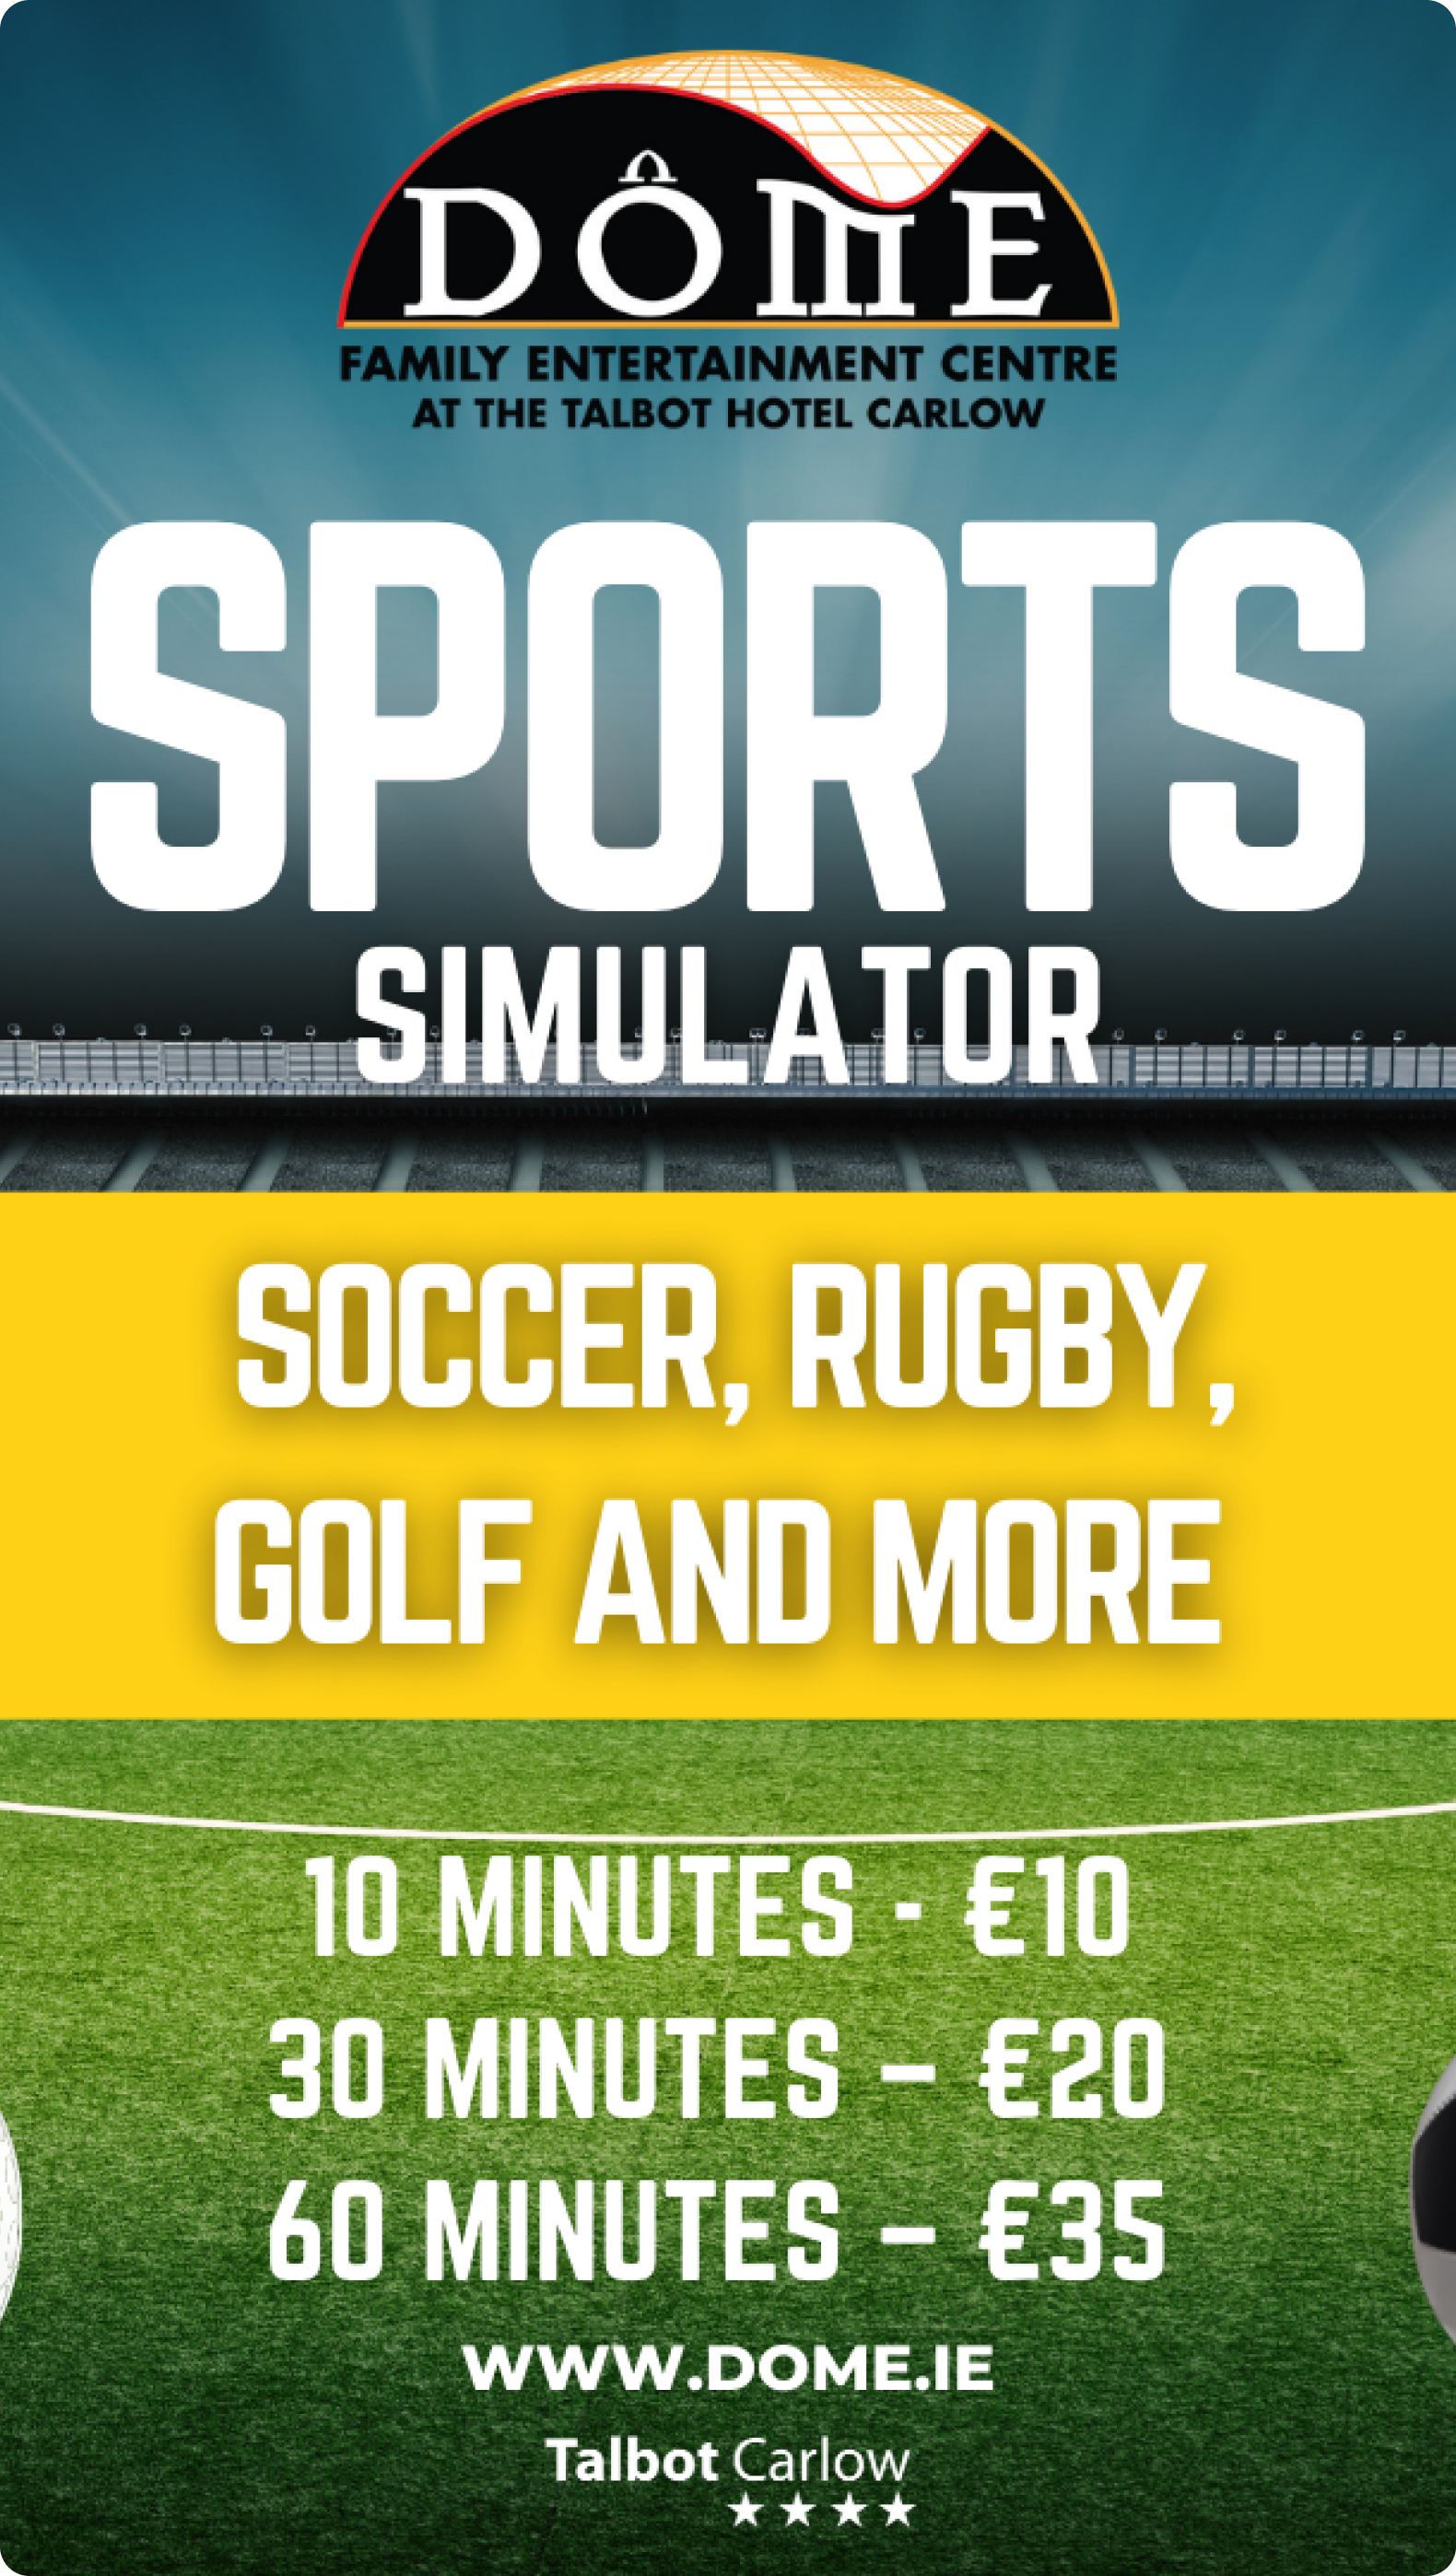 DÔME
FAMILY ENTERTAINMENT CENTRE
AT THE TALBOT HOTEL CARLOW
SPORTS
SIMULATOR
SOCCER, RUGBY,
GOLF AND MORE
10 MINUTES - €10
30 MINUTES – €20
60 MINUTES – €35
WWW.DOME.IE
Talbot Carlow
★★★★